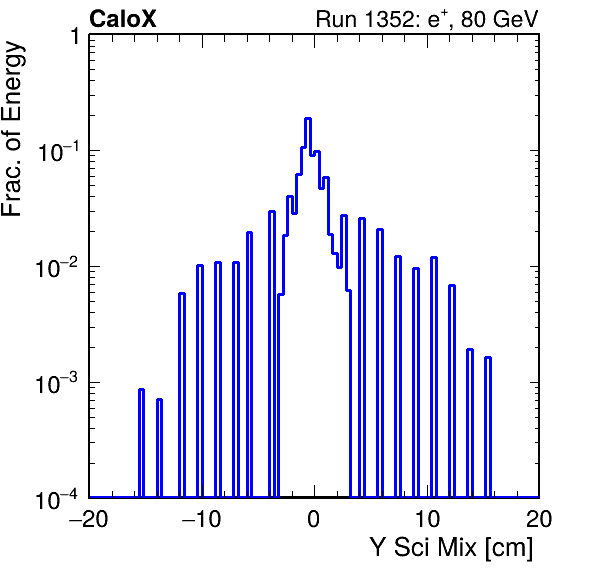 CaloX Run 1352: e⁺, 80 GeV
Frac. of Energy
1
10⁻¹
10⁻²
10⁻³
10⁻⁴
−20 −10 0 10 20
Y Sci Mix [cm]